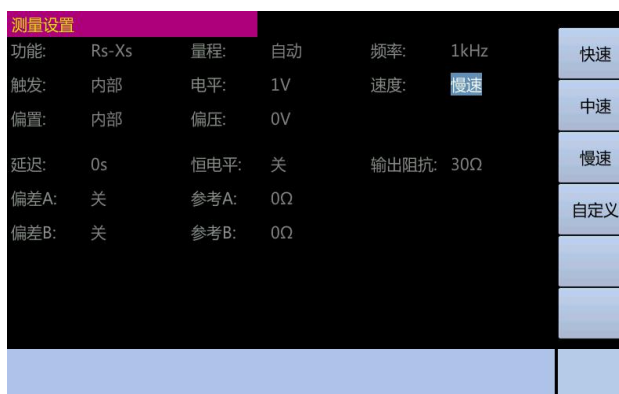 测量设置
功能: Rs-Xs 量程: 自动 频率: 1kHz
触发: 内部 电平: 1V 速度: 慢速
偏置: 内部 偏压: 0V
延迟: 0s 恒电平: 关 输出阻抗: 30Ω
偏差A: 关 参考A: 0Ω
偏差B: 关 参考B: 0Ω
快速
中速
慢速
自定义